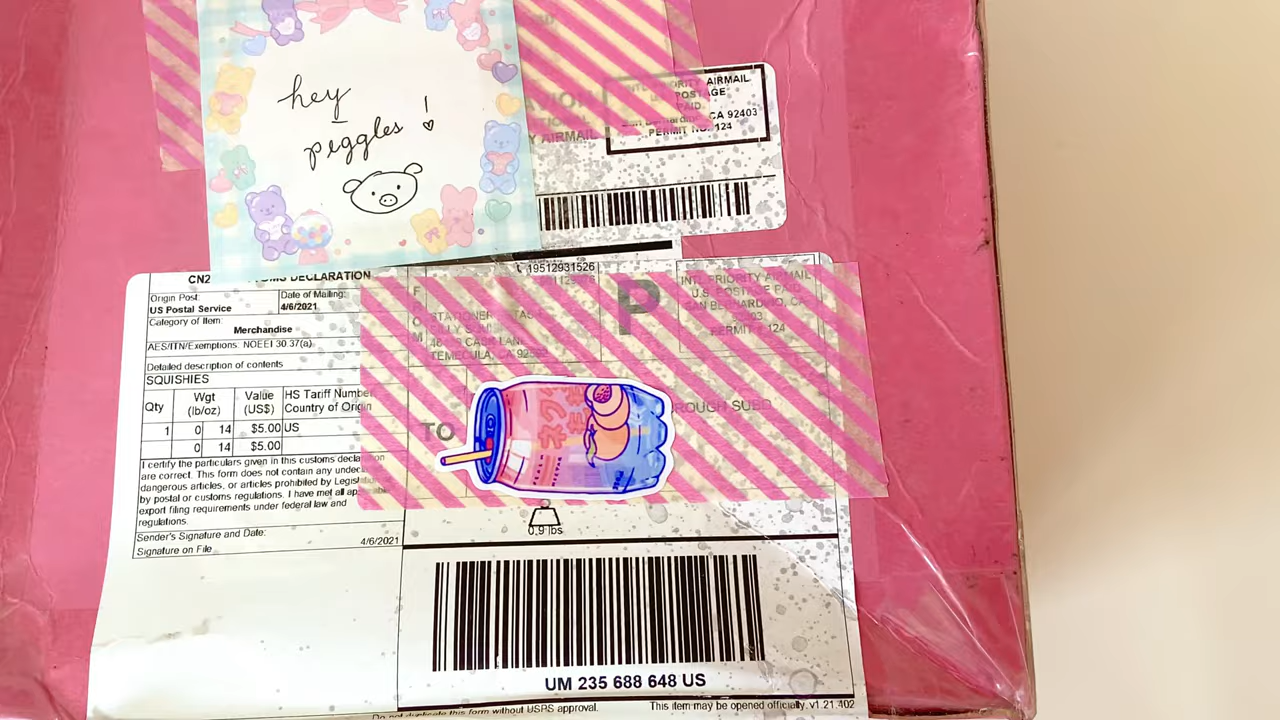 hey
peggles !
AIRMAIL
POSTAGE
PAID
CA 92403
PERMIT NO. 124
Y AIRMAIL
CN2
DECLARATION
Origin Post:
US Postal Service
Date of Mailing:
4/6/2021
Category of Item:
Merchandise
AES/ITN/Exemptions: NOEEI 30.37(a)
Detailed description of contents
SQUISHIES
Qty Wgt (lb/oz) Value (US$) HS Tariff Number Country of Origin
1 0 14 $5.00 US
0 14 $5.00
I certify the particulars given in this customs declaration
are correct. This form does not contain any
dangerous articles, or articles prohibited by
by postal or customs regulations. I have met all
export filing requirements under federal law and
regulations.
Sender's Signature and Date:
Signature on File 4/6/2021
19512931526
P
INTL PRIORITY AIRMAIL
U.S. POSTAGE PAID
SAN BERNARDINO, CA
PERMIT 124
LANE
TEMECULA, CA
TO
ROUGH SUBD
0.9 lbs
UM 235 688 648 US
Do not duplicate this form without USPS approval.
This item may be opened officially. v1.21.402